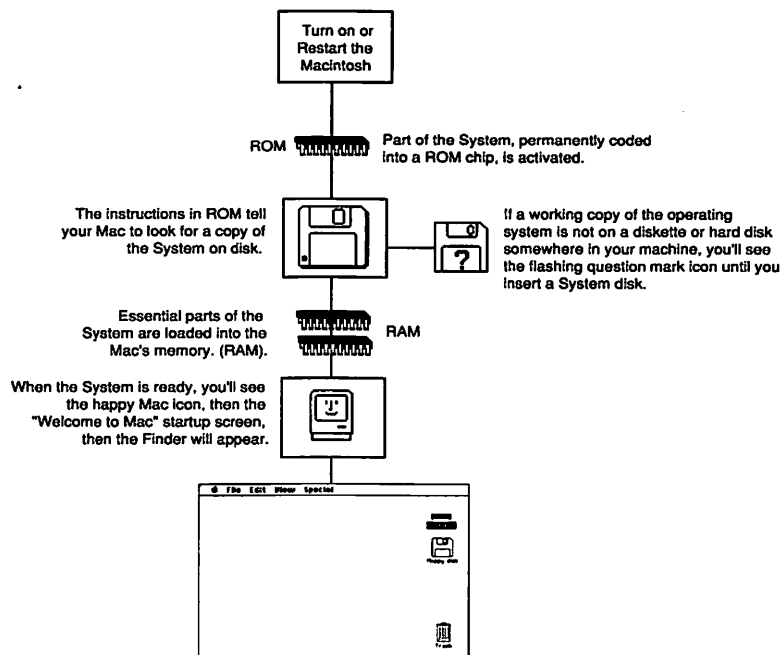 Turn on or
Restart the
Macintosh
ROM
Part of the System, permanently coded
into a ROM chip, is activated.
The instructions in ROM tell
your Mac to look for a copy of
the System on disk.
?
If a working copy of the operating
system is not on a diskette or hard disk
somewhere in your machine, you'll see
the flashing question mark icon until you
insert a System disk.
Essential parts of the
System are loaded into the
Mac's memory. (RAM).
RAM
When the System is ready, you'll see
the happy Mac icon, then the
"Welcome to Mac" startup screen,
then the Finder will appear.
File Edit View Special
Floppy disk
Trash